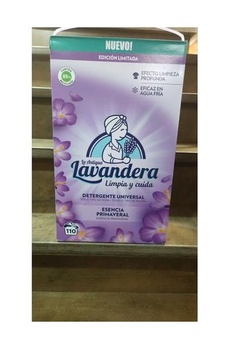 NUEVO!
EDICIÓN LIMITADA
EFECTO LIMPIEZA
PROFUNDA
EFICAZ EN
AGUA FRÍA
La Antigua
Lavandera
Limpia y cuida
DETERGENTE UNIVERSAL
ESENCIA
PRIMAVERAL
110